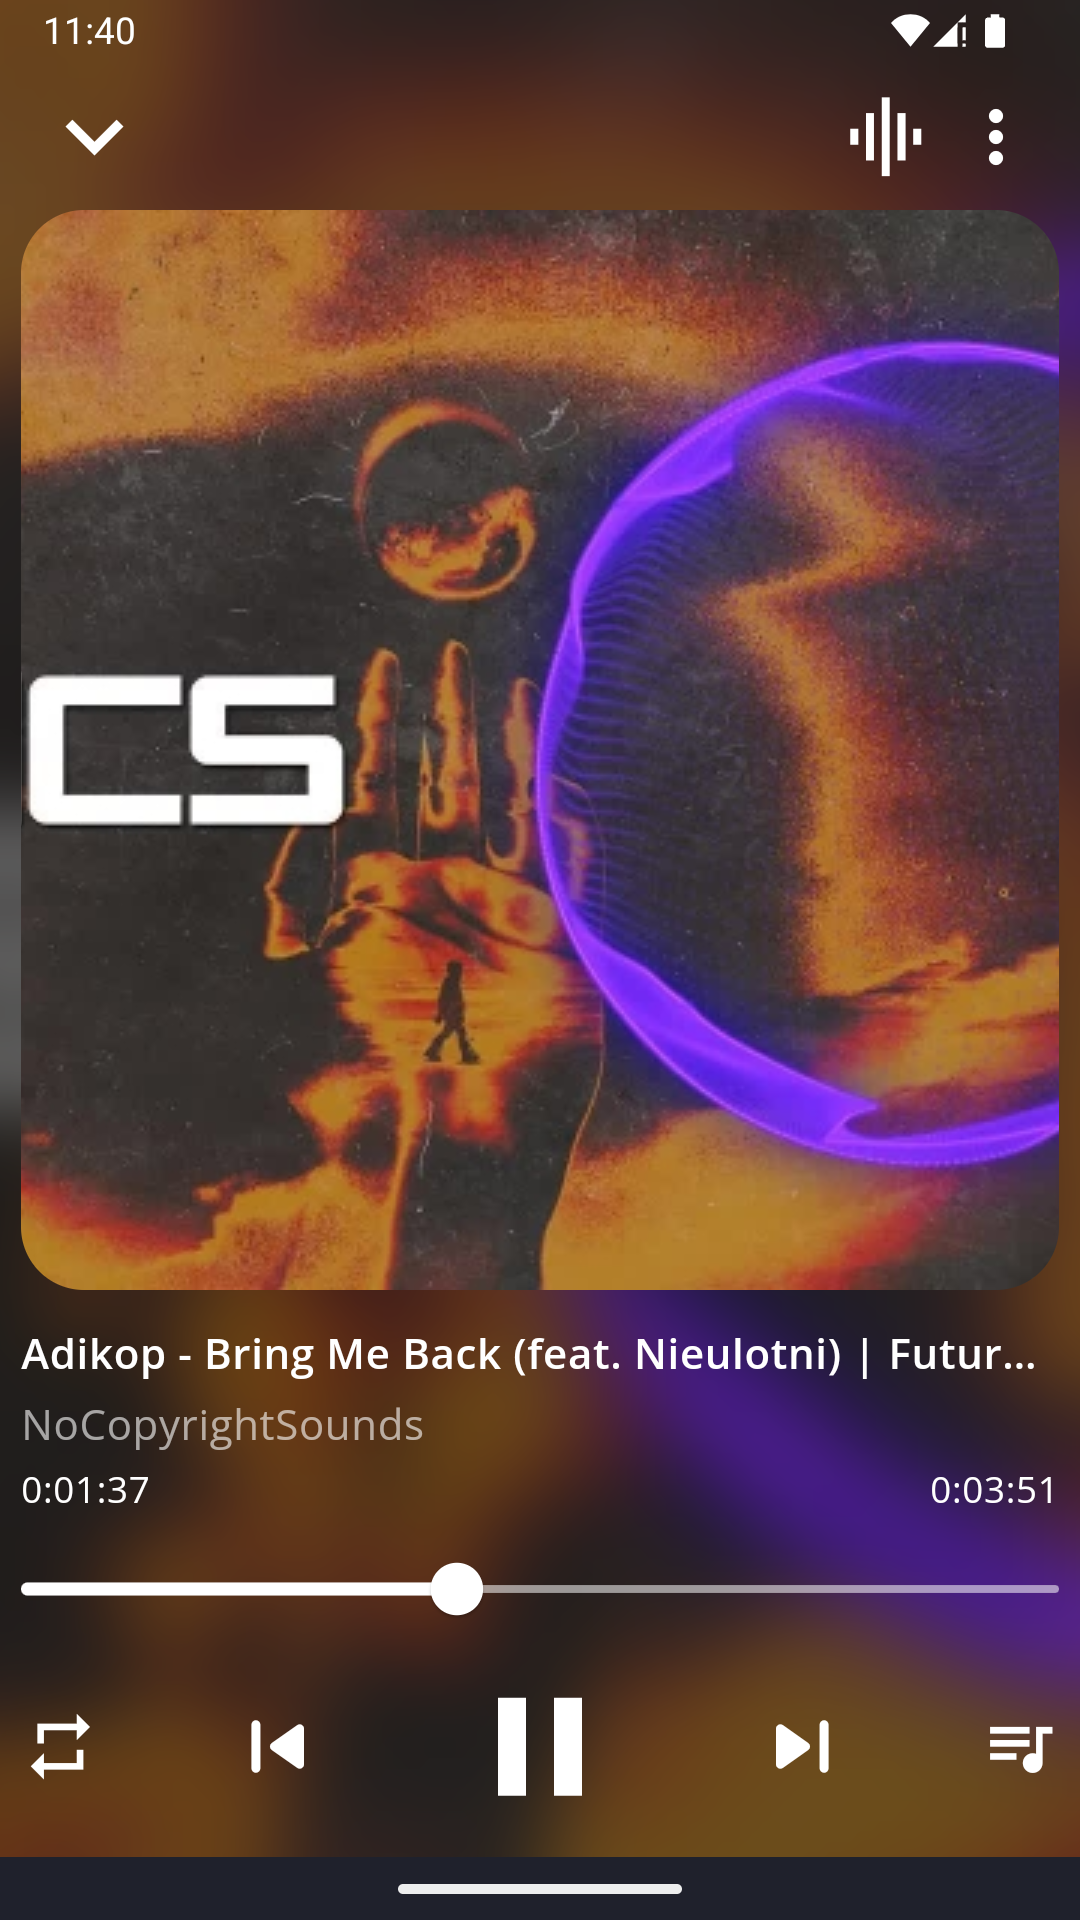 11:40
CS
Adikop - Bring Me Back (feat. Nieulotni) | Futur...
NoCopyrightSounds
0:01:37 0:03:51